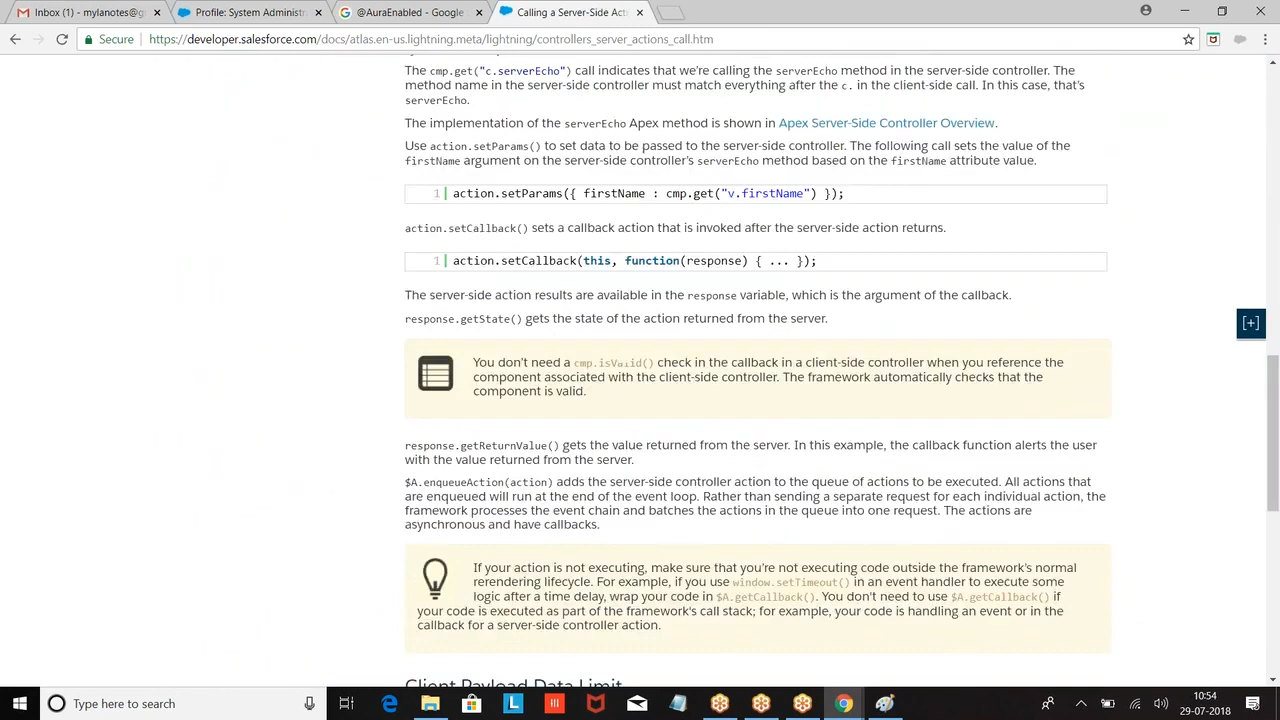 Inbox (1) - mylanotes@g
Profile: System Administr
@AuraEnabled - Google
Calling a Server-Side Act
Secure
https://developer.salesforce.com/docs/atlas.en-us.lightning.meta/lightning/controllers_server_actions_call.htm
The cmp.get("c.serverEcho") call indicates that we're calling the serverEcho method in the server-side controller. The
method name in the server-side controller must match everything after the c. in the client-side call. In this case, that's
serverEcho.
The implementation of the serverEcho Apex method is shown in Apex Server-Side Controller Overview.
Use action.setParams() to set data to be passed to the server-side controller. The following call sets the value of the
firstName argument on the server-side controller's serverEcho method based on the firstName attribute value.
1 action.setParams({ firstName : cmp.get("v.firstName") });
action.setCallback() sets a callback action that is invoked after the server-side action returns.
1 action.setCallback(this, function(response) { ... });
The server-side action results are available in the response variable, which is the argument of the callback.
response.getState() gets the state of the action returned from the server.
[+]
You don't need a cmp.isValid() check in the callback in a client-side controller when you reference the
component associated with the client-side controller. The framework automatically checks that the
component is valid.
response.getReturnValue() gets the value returned from the server. In this example, the callback function alerts the user
with the value returned from the server.
$A.enqueueAction(action) adds the server-side controller action to the queue of actions to be executed. All actions that
are enqueued will run at the end of the event loop. Rather than sending a separate request for each individual action, the
framework processes the event chain and batches the actions in the queue into one request. The actions are
asynchronous and have callbacks.
If your action is not executing, make sure that you're not executing code outside the framework's normal
rerendering lifecycle. For example, if you use window.setTimeout() in an event handler to execute some
logic after a time delay, wrap your code in $A.getCallback(). You don't need to use $A.getCallback() if
your code is executed as part of the framework's call stack; for example, your code is handling an event or in the
callback for a server-side controller action.
Client Payload Data Limit
Type here to search
10:54
29-07-2018